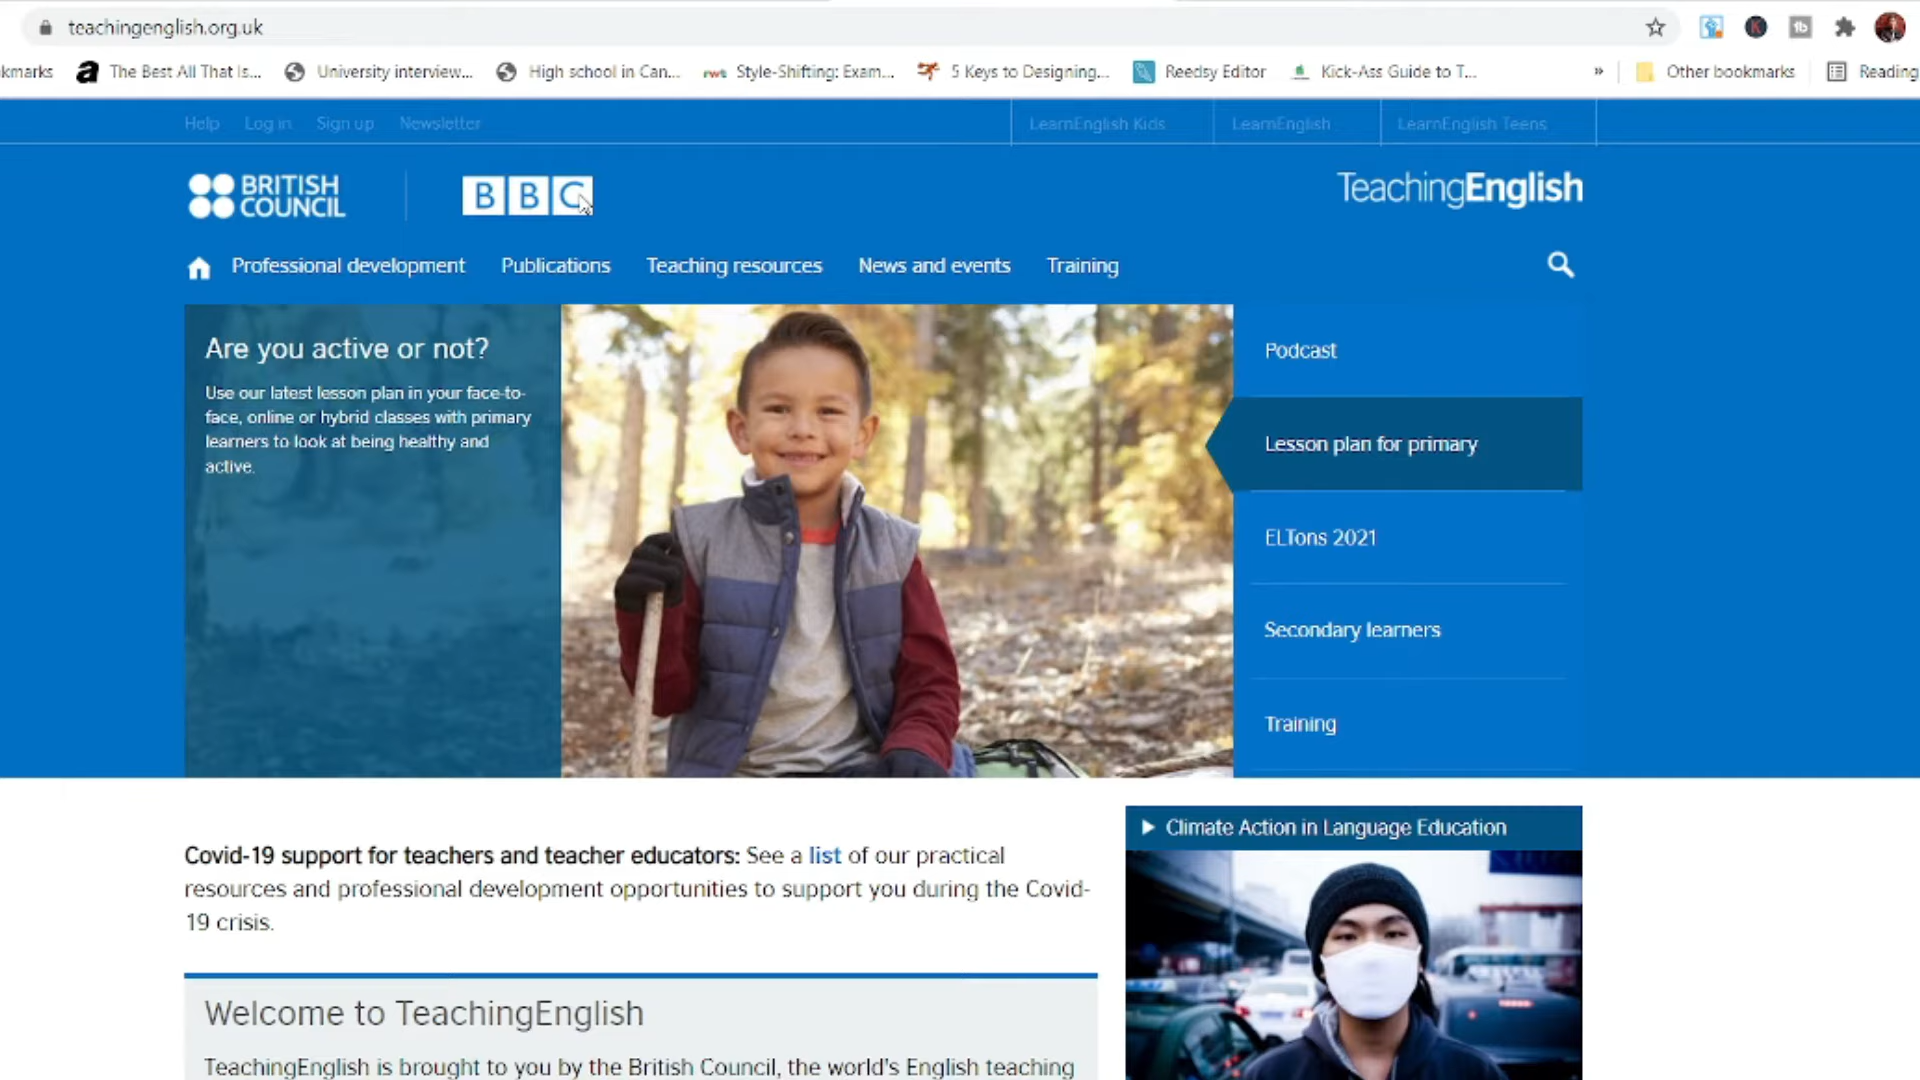 teachingenglish.org.uk
kmarks
The Best All That Is...
University interview...
High school in Can...
rwt
Style-Shifting: Exam...
5 Keys to Designing...
Reedsy Editor
Kick-Ass Guide to T...
»
Other bookmarks
Reading
Help
Log in
Sign up
Newsletter
LearnEnglish Kids
LearnEnglish
LearnEnglish Teens
BRITISH
COUNCIL
BBC
TeachingEnglish
Professional development
Publications
Teaching resources
News and events
Training
Are you active or not?
Use our latest lesson plan in your face-to-
face, online or hybrid classes with primary
learners to look at being healthy and
active.
Podcast
Lesson plan for primary
ELTons 2021
Secondary learners
Training
Covid-19 support for teachers and teacher educators: See a list of our practical
resources and professional development opportunities to support you during the Covid-
19 crisis.
Climate Action in Language Education
Welcome to TeachingEnglish
TeachingEnglish is brought to you by the British Council, the world's English teaching